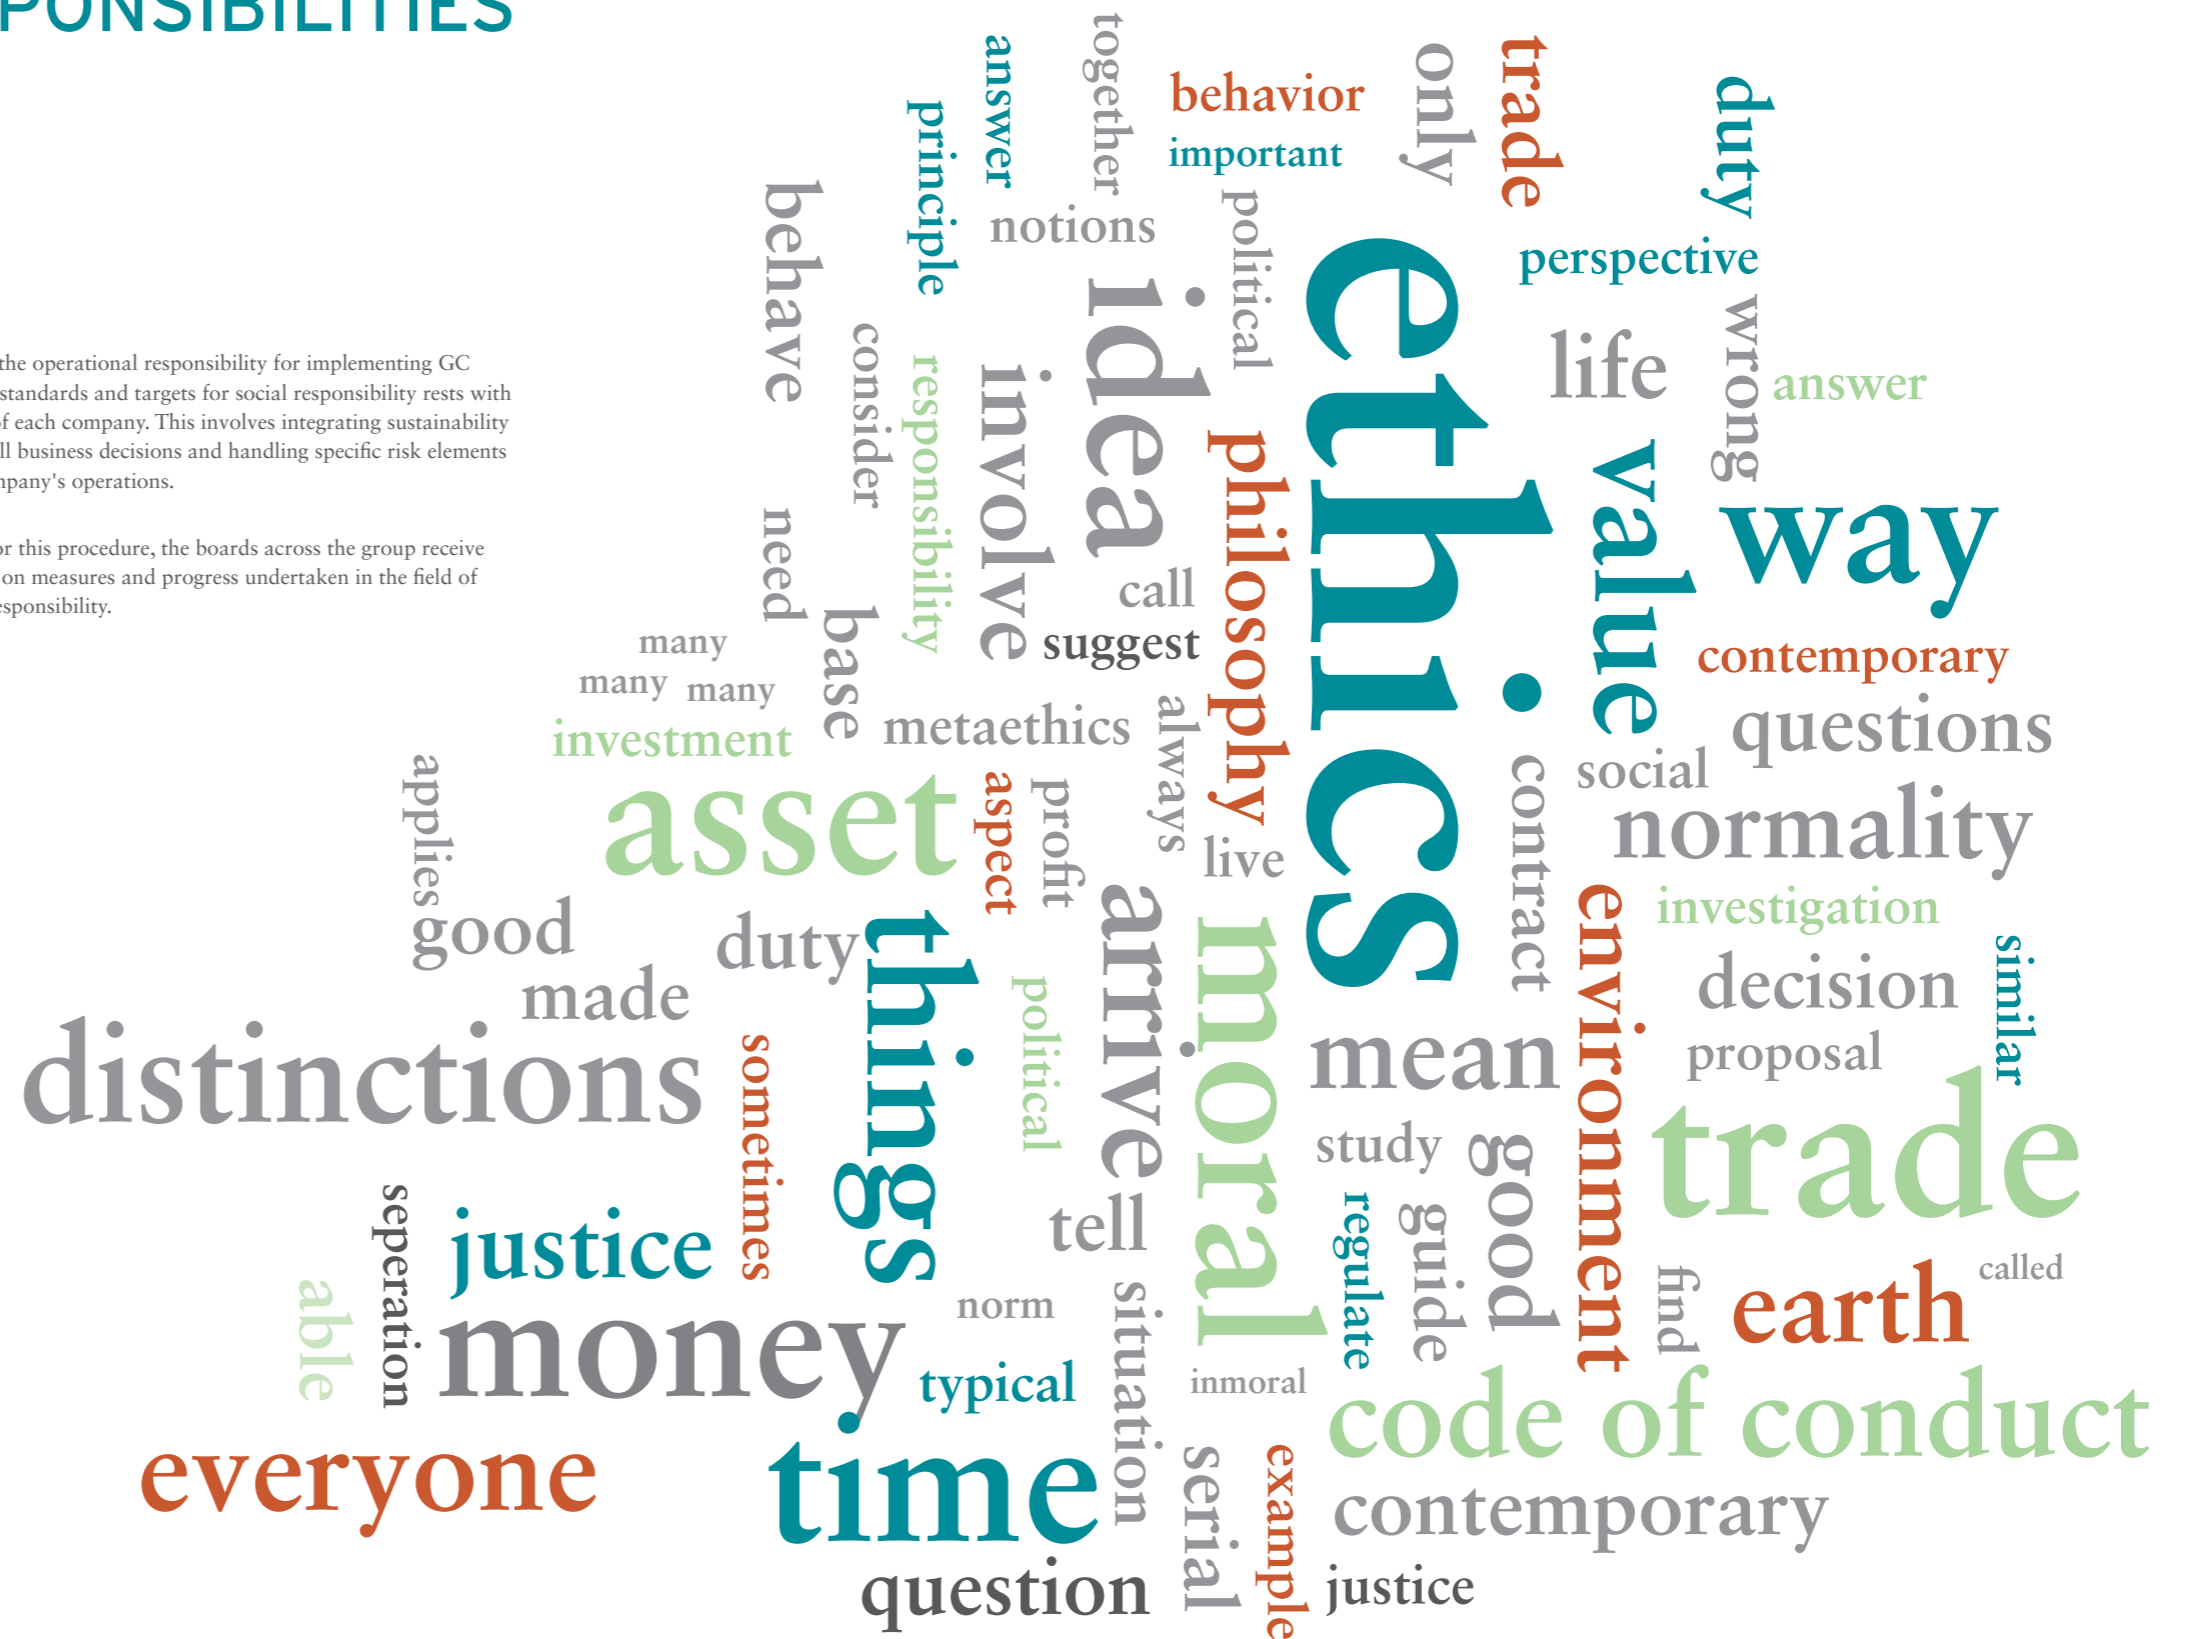 PONSIBILITIES
the operational responsibility for implementing GC
standards and targets for social responsibility rests with
f each company. This involves integrating sustainability
ll business decisions and handling specific risk elements
mpany's operations.
or this procedure, the boards across the group receive
on measures and progress undertaken in the field of
esponsibility.
together
answer
behavior
only
trade
duty
principle
important
behave
notions
political
perspective
ethics
idea
wrong
consider
life
answer
responsibility
involve
philosophy
value
way
need
call
base
suggest
many
many
many
contemporary
investment
metaethics
always
questions
applies
asset
aspect
profit
contract
social
normality
live
good
duty
things
arrive
moral
environment
investigation
made
political
decision
similar
distinctions
sometimes
mean
proposal
trade
study
good
seperation
justice
tell
regulate
guide
find
earth
called
able
money
norm
situation
typical
inmoral
code of conduct
everyone
time
serial
example
contemporary
question
justice